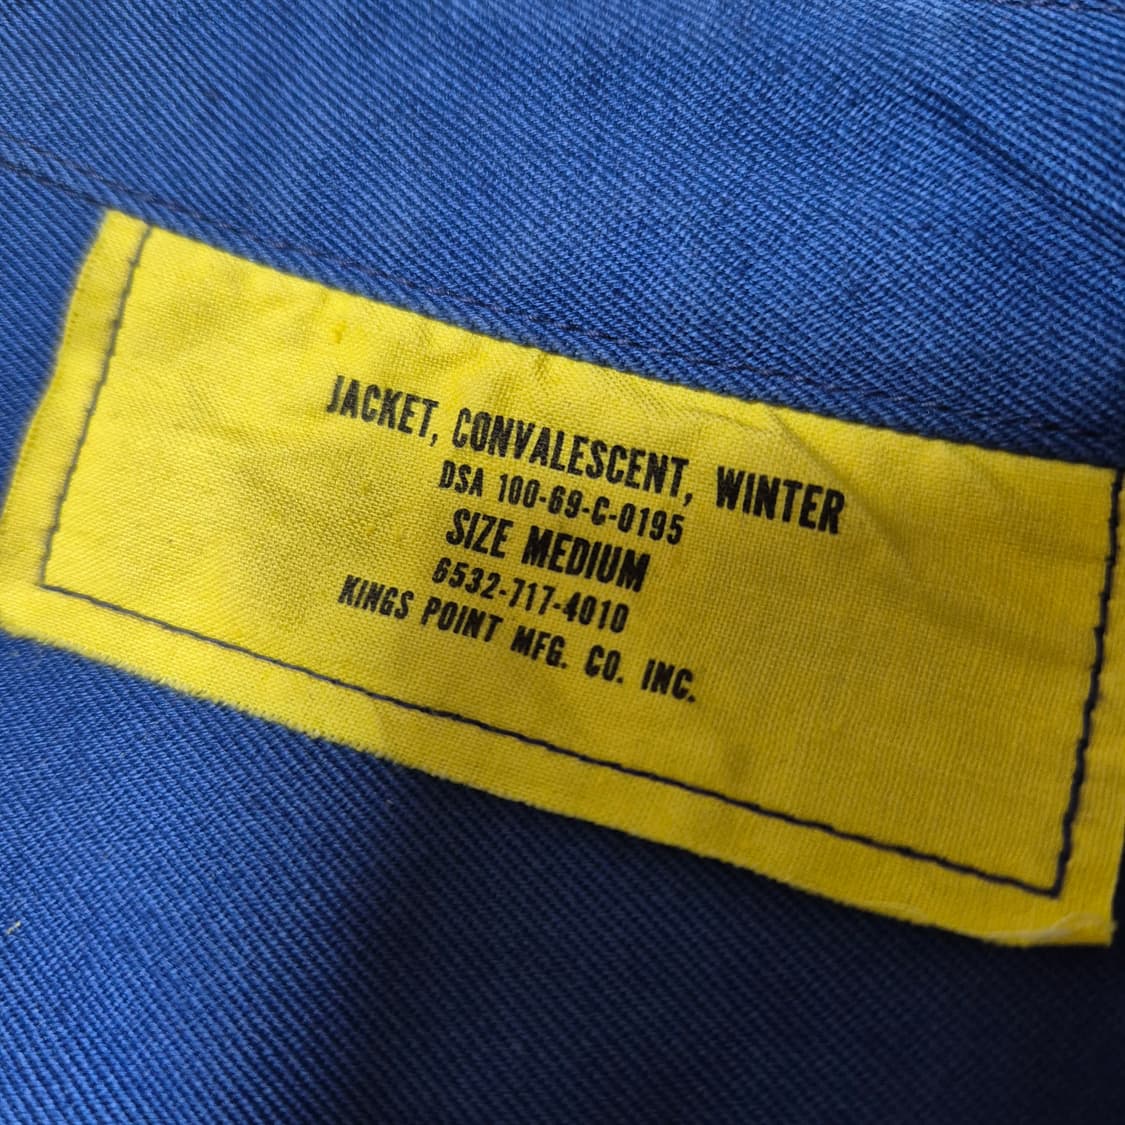 JACKET, CONVALESCENT, WINTER
DSA 100-69-C-0195
SIZE MEDIUM
6532-717-4010
KINGS POINT MFG. CO. INC.